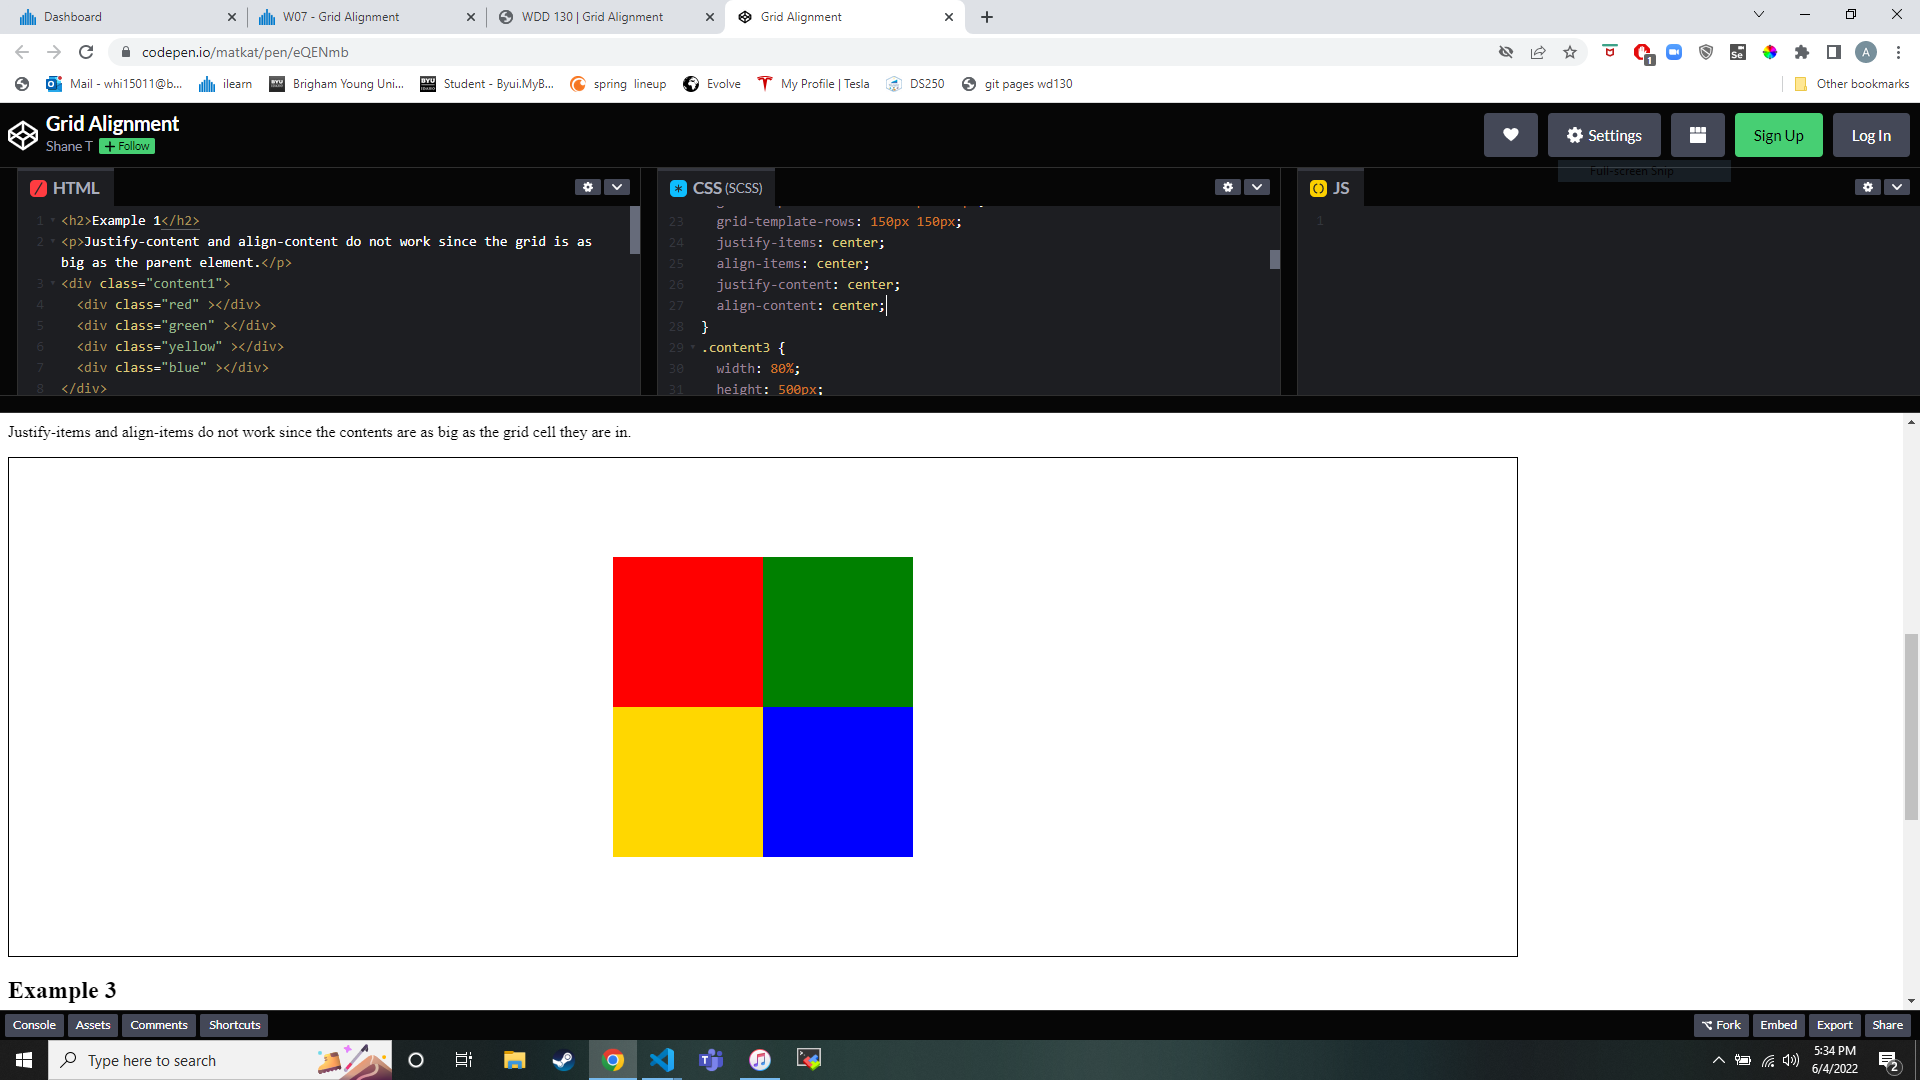 Dashboard
W07 - Grid Alignment
WDD 130 | Grid Alignment
Grid Alignment
codepen.io/matkat/pen/eQENmb
1
Se
A
Mail - whi15011@b...
ilearn
BYU
Brigham Young Uni...
BYU
IDAHO
Student - Byui.MyB...
spring lineup
Evolve
My Profile | Tesla
DS250
git pages wd130
Other bookmarks
Grid Alignment
Shane T
+ Follow
Settings
Sign Up
Log In
Full-screen Snip
HTML
1 <h2>Example 1</h2>
2 <p>Justify-content and align-content do not work since the grid is as
big as the parent element.</p>
3 <div class="content1">
4 <div class="red" ></div>
5 <div class="green" ></div>
6 <div class="yellow" ></div>
7 <div class="blue" ></div>
8 </div>
CSS (SCSS)
23 grid-template-rows: 150px 150px;
24 justify-items: center;
25 align-items: center;
26 justify-content: center;
27 align-content: center;
28 }
29 .content3 {
30 width: 80%;
31 height: 500px;
JS
1
Justify-items and align-items do not work since the contents are as big as the grid cell they are in.
Example 3
Console
Assets
Comments
Shortcuts
Fork
Embed
Export
Share
Type here to search
5:34 PM
6/4/2022
2